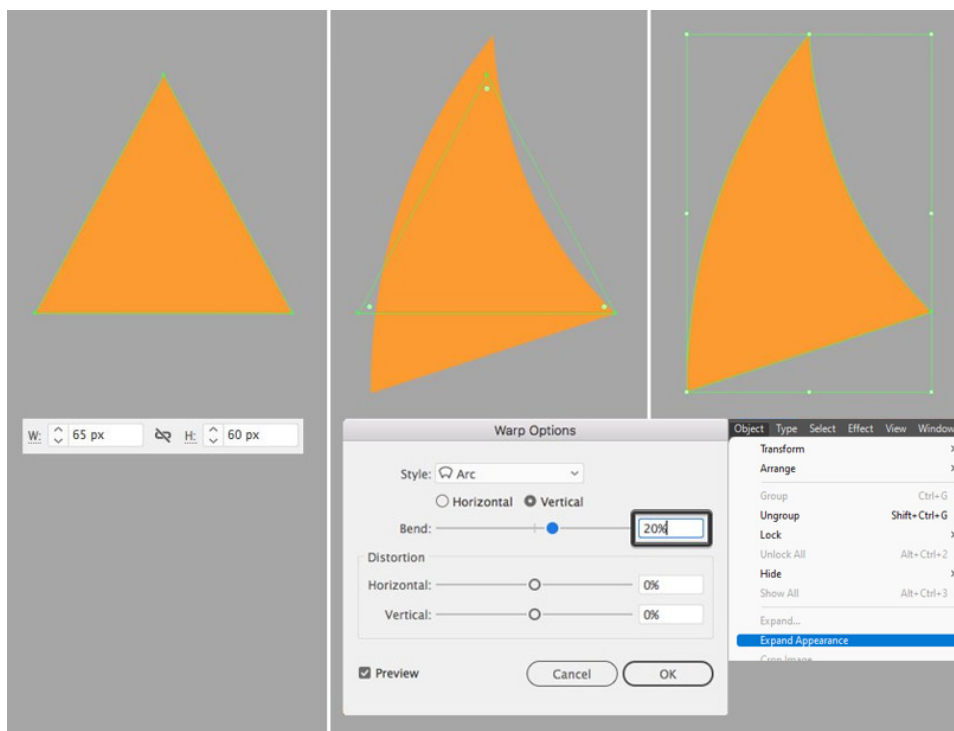 W: 65 px H: 60 px
Warp Options
Style: Arc
Horizontal Vertical
Bend: 20%
Distortion
Horizontal: 0%
Vertical: 0%
Preview Cancel OK
Object Type Select Effect View Window
Transform
Arrange
Group Ctrl+G
Ungroup Shift+Ctrl+G
Lock
Unlock All Alt+Ctrl+2
Hide
Show All Alt+Ctrl+3
Expand...
Expand Appearance
Crop Image